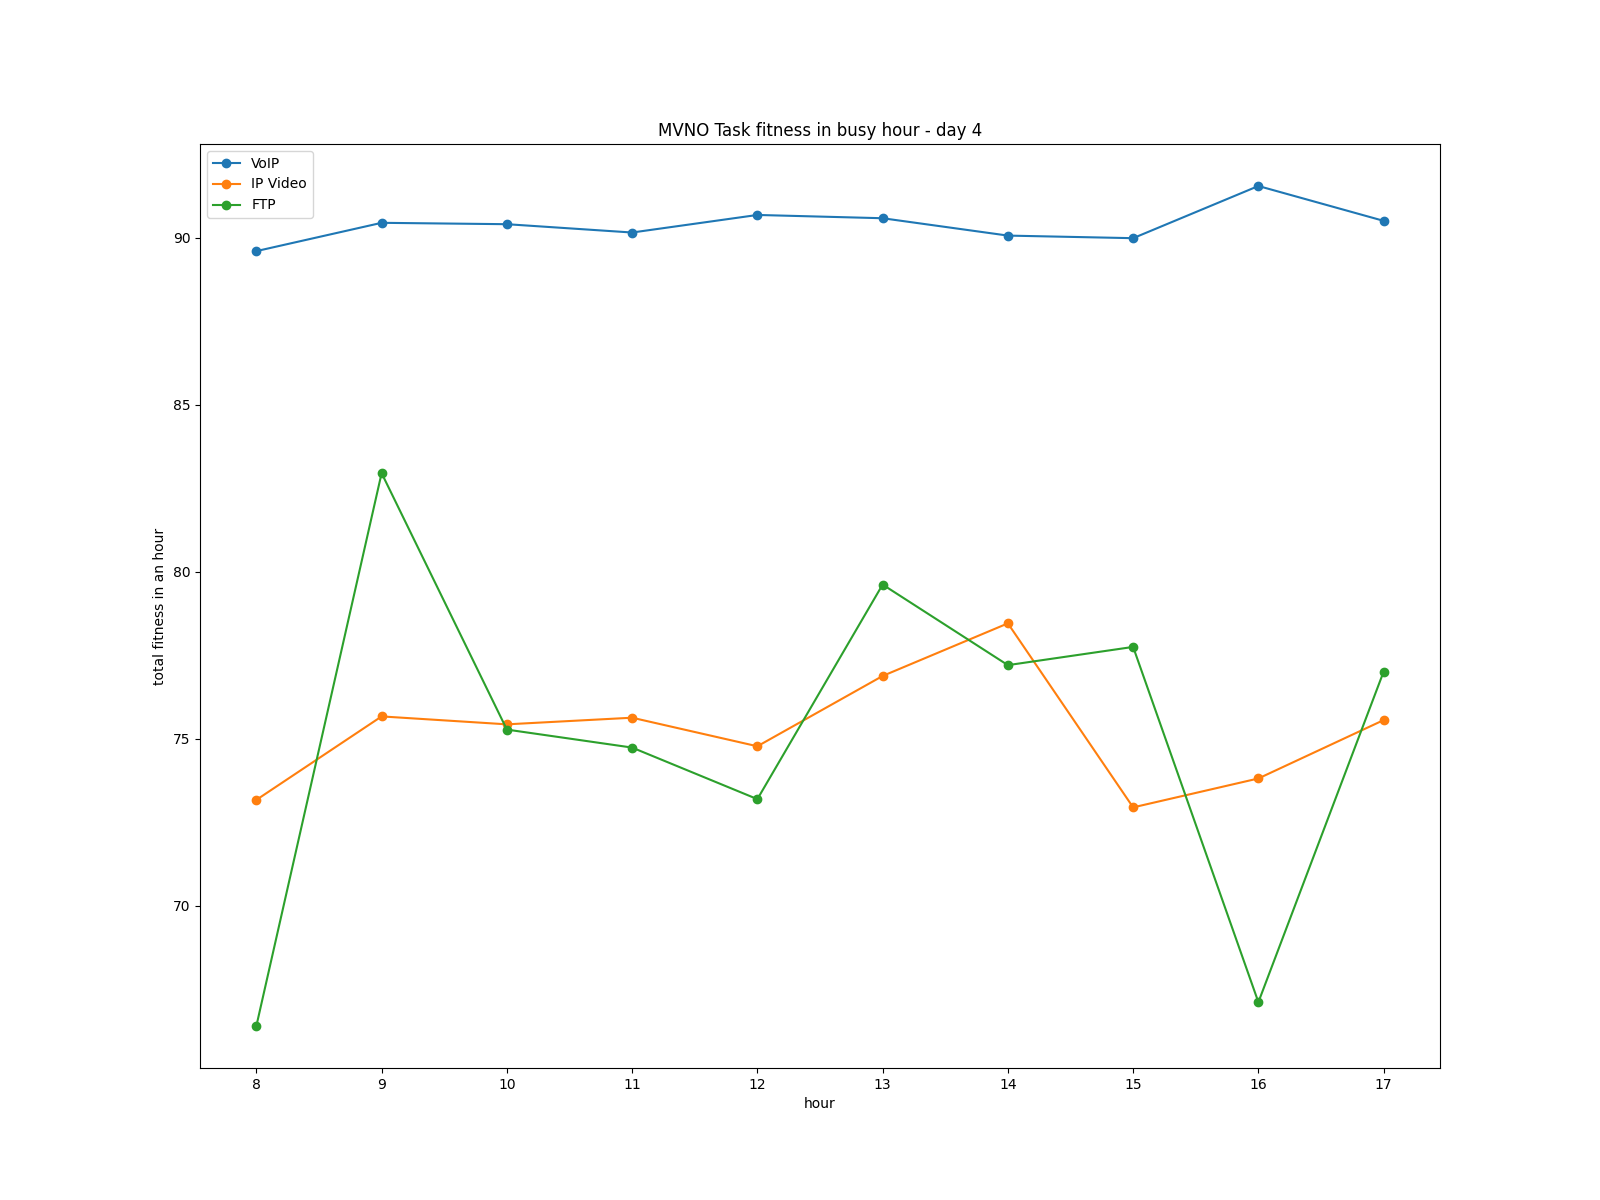 MVNO Task fitness in busy hour - day 4
VoIP
IP Video
FTP
90
85
80
75
70
total fitness in an hour
8 9 10 11 12 13 14 15 16 17
hour